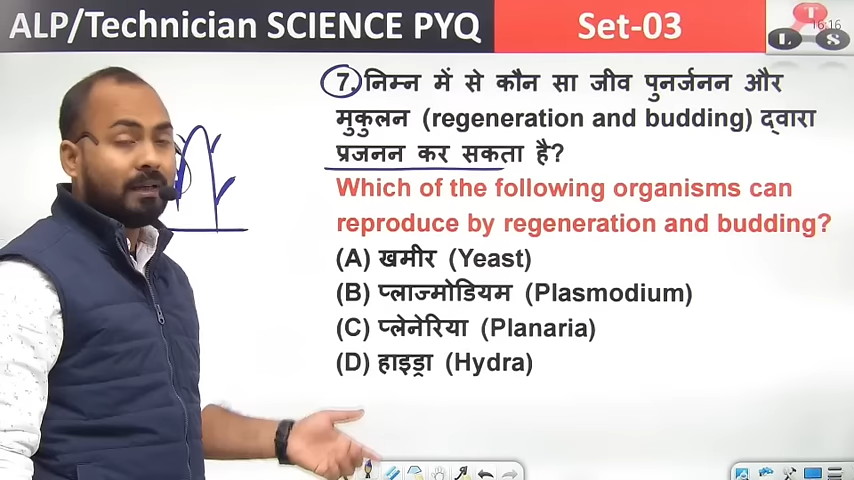 ALP/Technician SCIENCE PYQ
Set-03
T
16:16
L S
7. निम्न में से कौन सा जीव पुनर्जनन और
मुकुलन (regeneration and budding) द्वारा
प्रजनन कर सकता है?
Which of the following organisms can
reproduce by regeneration and budding?
(A) खमीर (Yeast)
(B) प्लाज्मोडियम (Plasmodium)
(C) प्लेनेरिया (Planaria)
(D) हाइड्रा (Hydra)